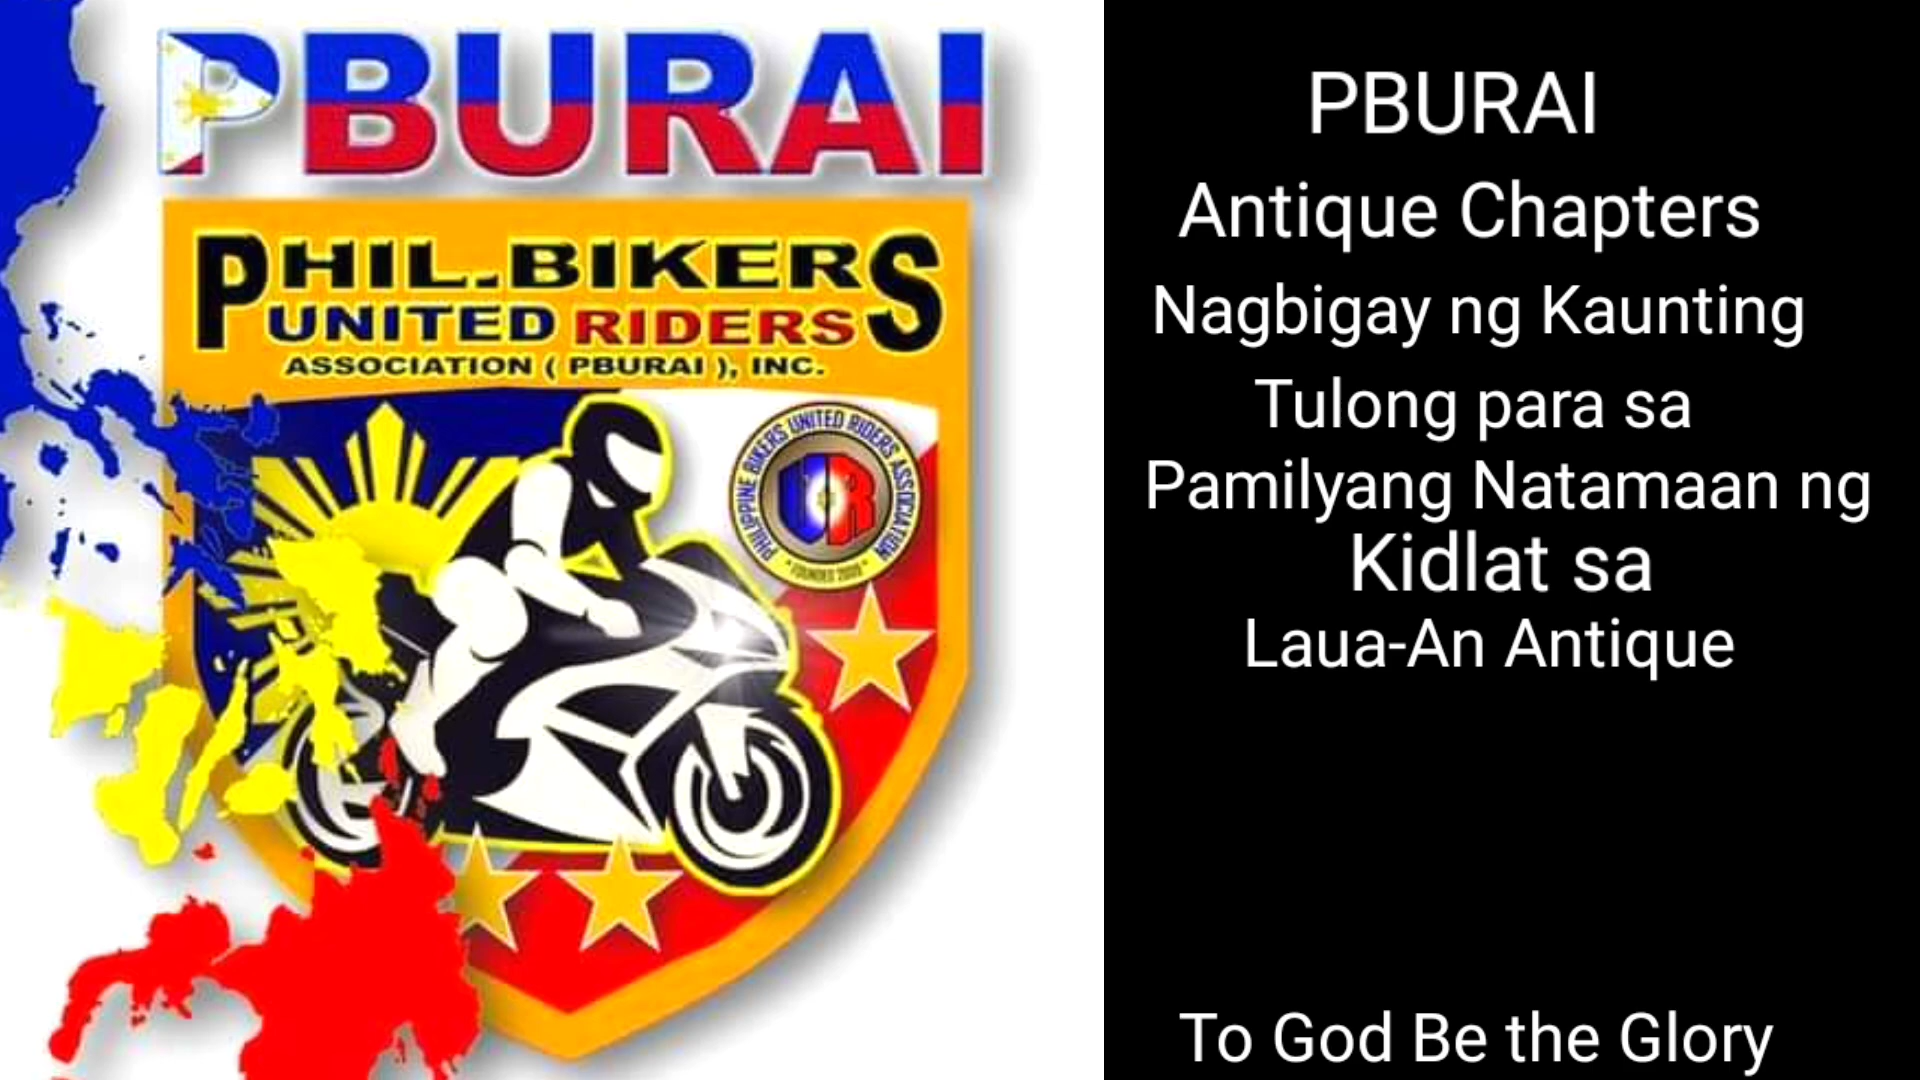 PBURAI
PHIL.BIKERS
UNITED RIDERS
ASSOCIATION ( PBURAI ), INC.
PHILIPPINE BIKERS UNITED RIDERS ASSOCIATION
UR
PBURAI
Antique Chapters
Nagbigay ng Kaunting
Tulong para sa
Pamilyang Natamaan ng
Kidlat sa
Laua-An Antique
To God Be the Glory